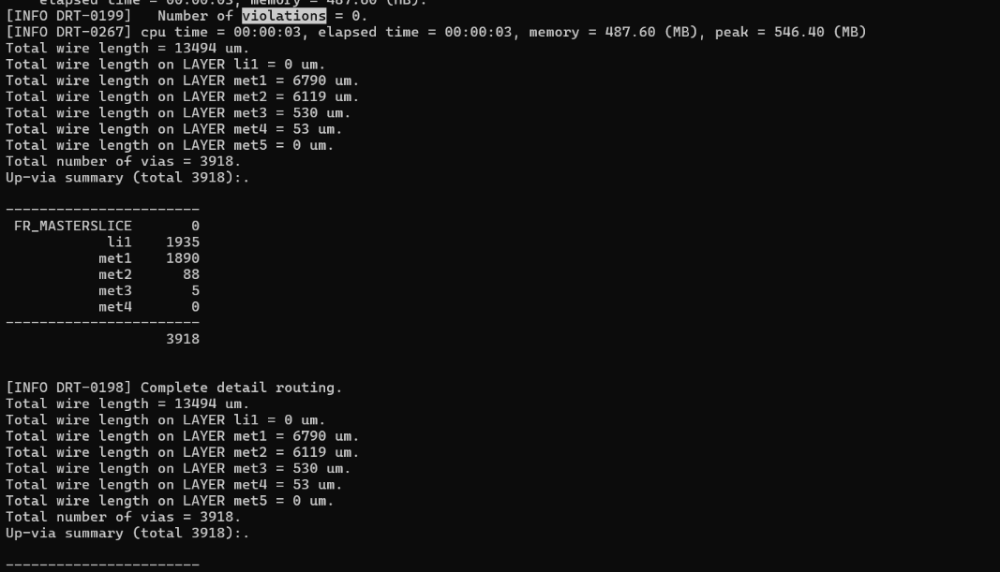 elapsed time = 00:00:03, memory = 487.60 (MB).
[INFO DRT-0199]   Number of violations = 0.
[INFO DRT-0267] cpu time = 00:00:03, elapsed time = 00:00:03, memory = 487.60 (MB), peak = 546.40 (MB)
Total wire length = 13494 um.
Total wire length on LAYER li1 = 0 um.
Total wire length on LAYER met1 = 6790 um.
Total wire length on LAYER met2 = 6119 um.
Total wire length on LAYER met3 = 530 um.
Total wire length on LAYER met4 = 53 um.
Total wire length on LAYER met5 = 0 um.
Total number of vias = 3918.
Up-via summary (total 3918):.
-----------------------
FR_MASTERSLICE       0
li1    1935
met1    1890
met2      88
met3       5
met4       0
-----------------------
3918
[INFO DRT-0198] Complete detail routing.
Total wire length = 13494 um.
Total wire length on LAYER li1 = 0 um.
Total wire length on LAYER met1 = 6790 um.
Total wire length on LAYER met2 = 6119 um.
Total wire length on LAYER met3 = 530 um.
Total wire length on LAYER met4 = 53 um.
Total wire length on LAYER met5 = 0 um.
Total number of vias = 3918.
Up-via summary (total 3918):.
-----------------------